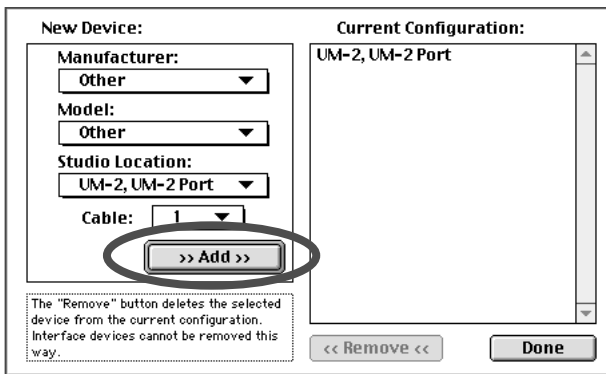 New Device:
Manufacturer:
Other
Model:
Other
Studio Location:
UM-2, UM-2 Port
Cable: 1
>> Add >>
The "Remove" button deletes the selected
device from the current configuration.
Interface devices cannot be removed this
way.
Current Configuration:
UM-2, UM-2 Port
<< Remove <<
Done